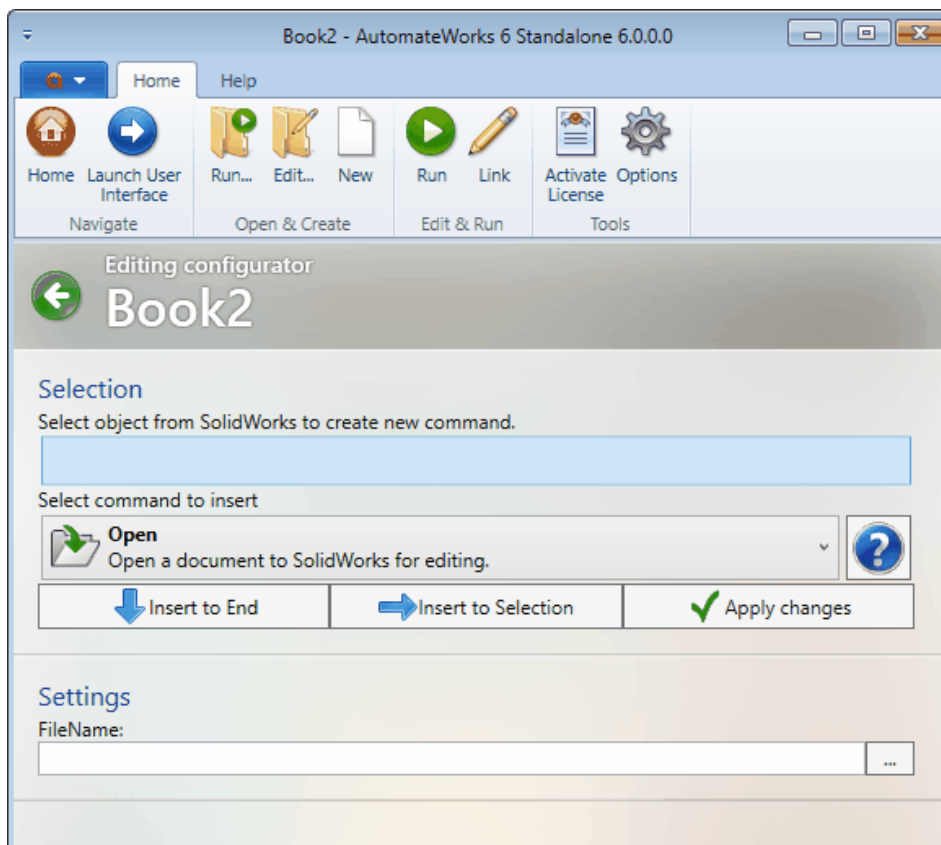 Book2 - AutomateWorks 6 Standalone 6.0.0.0
Home Help
Home Launch User Interface Run... Edit... New Run Link Activate License Options
Navigate Open & Create Edit & Run Tools
Editing configurator
Book2
Selection
Select object from SolidWorks to create new command.
Select command to insert
Open
Open a document to SolidWorks for editing.
Insert to End Insert to Selection Apply changes
Settings
FileName:
...